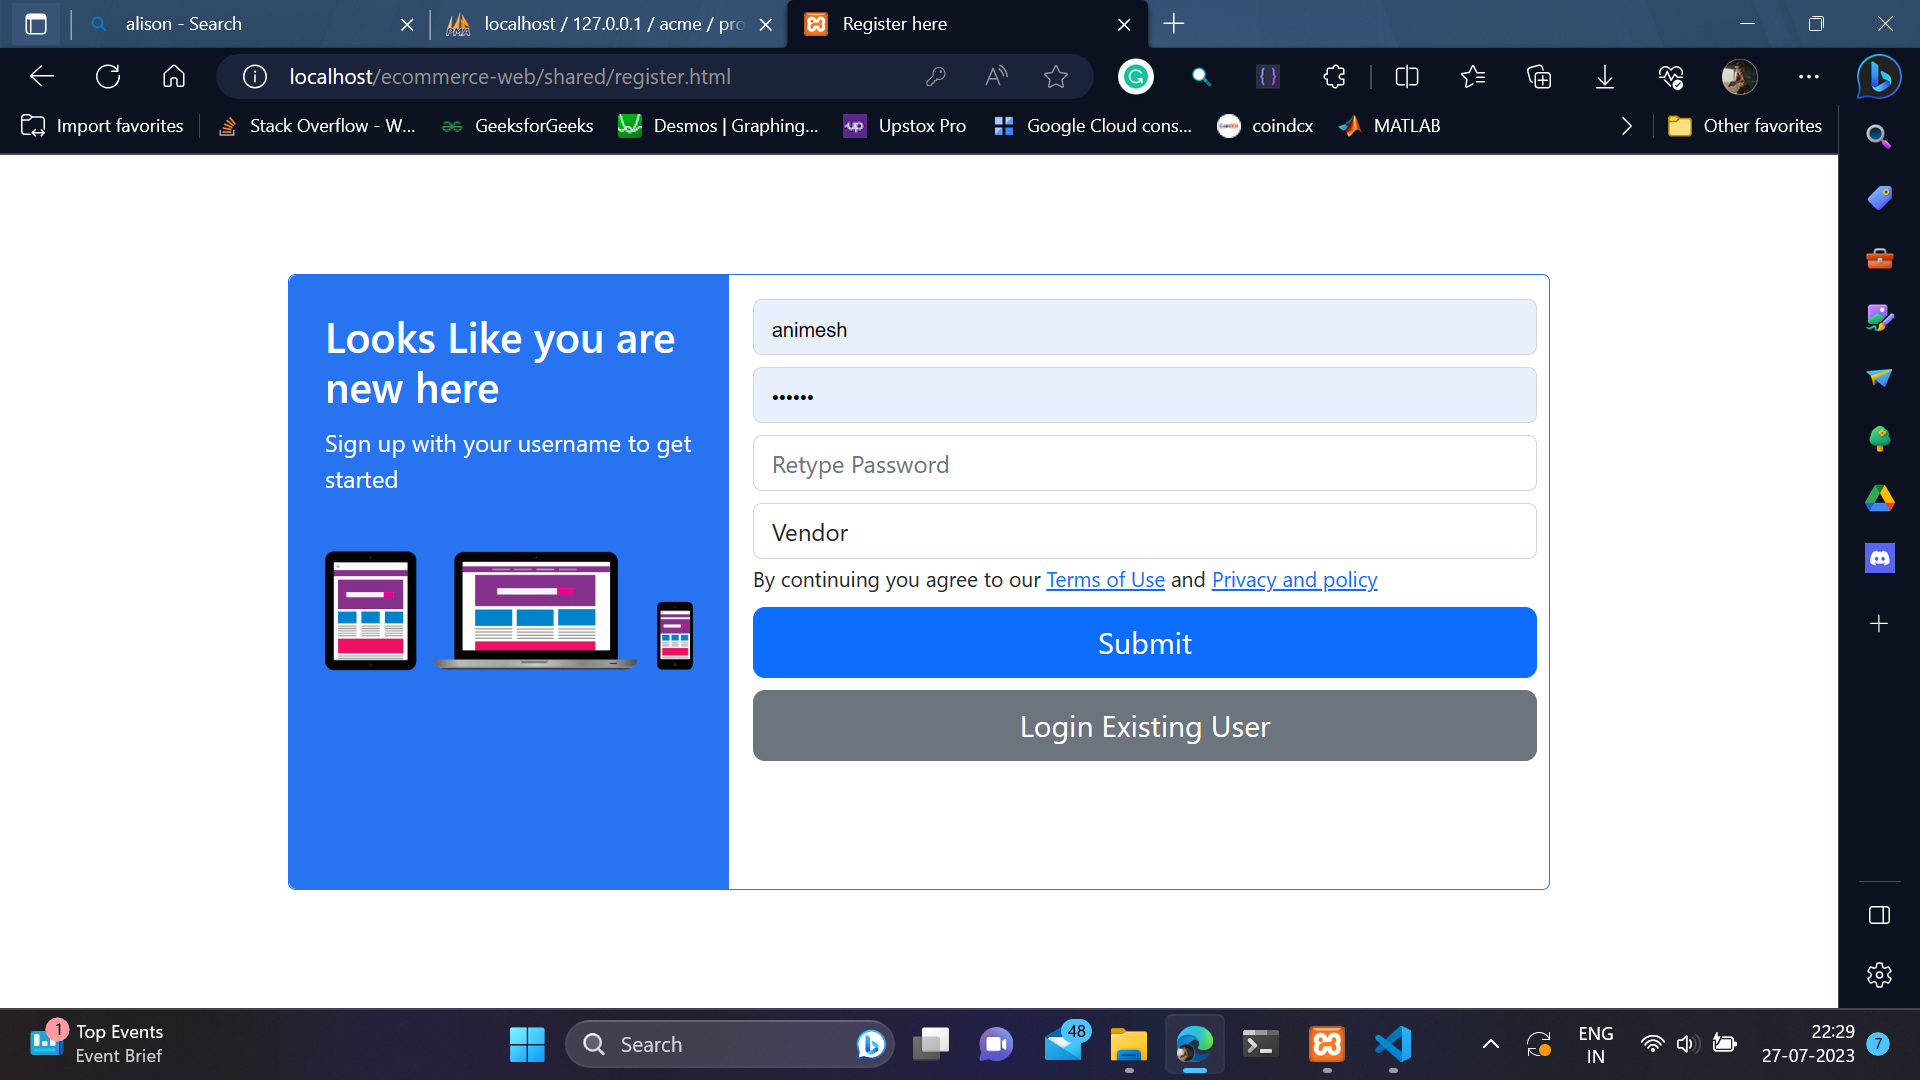 alison - Search
localhost / 127.0.0.1 / acme / pro
Register here
localhost/ecommerce-web/shared/register.html
Import favorites
Stack Overflow - W...
GeeksforGeeks
Desmos | Graphing...
up
Upstox Pro
Google Cloud cons...
coindcx
MATLAB
Other favorites
Looks Like you are
new here
Sign up with your username to get
started
animesh
••••••
Retype Password
Vendor
By continuing you agree to our Terms of Use and Privacy and policy
Submit
Login Existing User
1
Top Events
Event Brief
Search
48
ENG
IN
22:29
27-07-2023
7